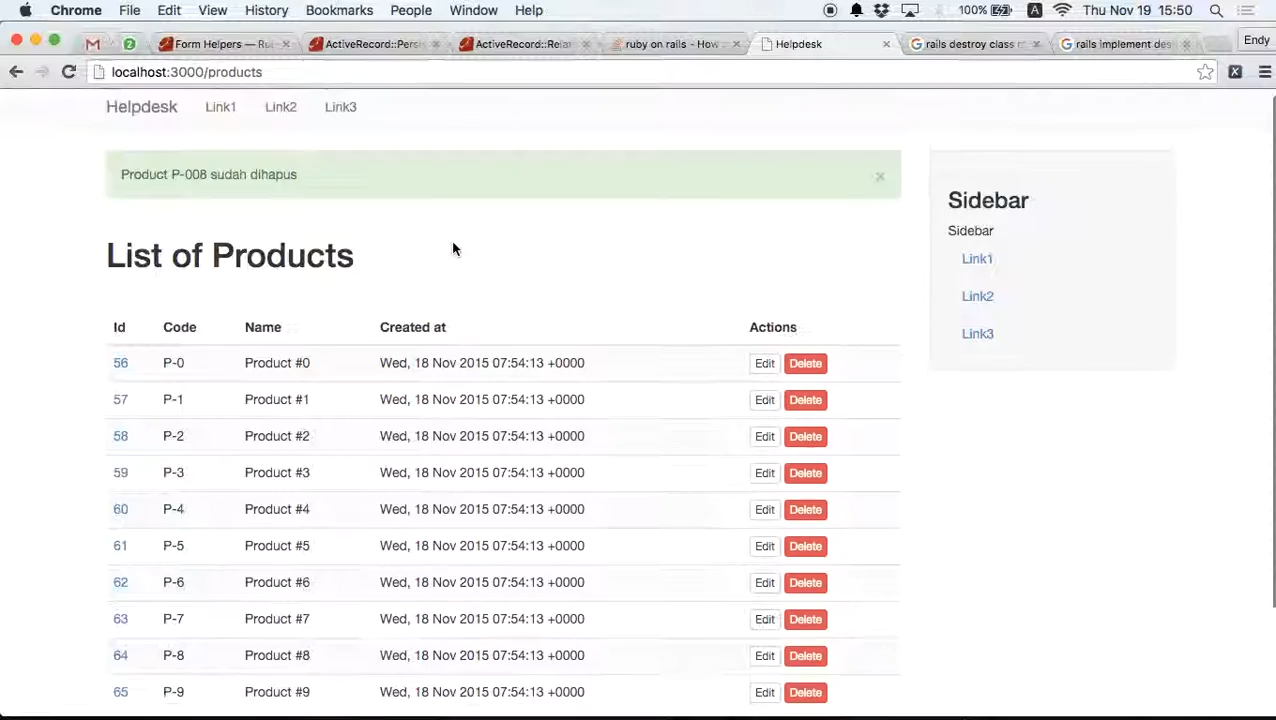 Chrome File Edit View History Bookmarks People Window Help 100% A Thu Nov 19 15:50
2 Form Helpers — Ru ActiveRecord::Pers ActiveRecord::Rela ruby on rails - How Helpdesk rails destroy class m rails implement des Endy
localhost:3000/products
Helpdesk Link1 Link2 Link3
Product P-008 sudah dihapus ×
Sidebar
Sidebar
List of Products
Link1
Link2
Link3
Id Code Name Created at Actions
56 P-0 Product #0 Wed, 18 Nov 2015 07:54:13 +0000 Edit Delete
57 P-1 Product #1 Wed, 18 Nov 2015 07:54:13 +0000 Edit Delete
58 P-2 Product #2 Wed, 18 Nov 2015 07:54:13 +0000 Edit Delete
59 P-3 Product #3 Wed, 18 Nov 2015 07:54:13 +0000 Edit Delete
60 P-4 Product #4 Wed, 18 Nov 2015 07:54:13 +0000 Edit Delete
61 P-5 Product #5 Wed, 18 Nov 2015 07:54:13 +0000 Edit Delete
62 P-6 Product #6 Wed, 18 Nov 2015 07:54:13 +0000 Edit Delete
63 P-7 Product #7 Wed, 18 Nov 2015 07:54:13 +0000 Edit Delete
64 P-8 Product #8 Wed, 18 Nov 2015 07:54:13 +0000 Edit Delete
65 P-9 Product #9 Wed, 18 Nov 2015 07:54:13 +0000 Edit Delete